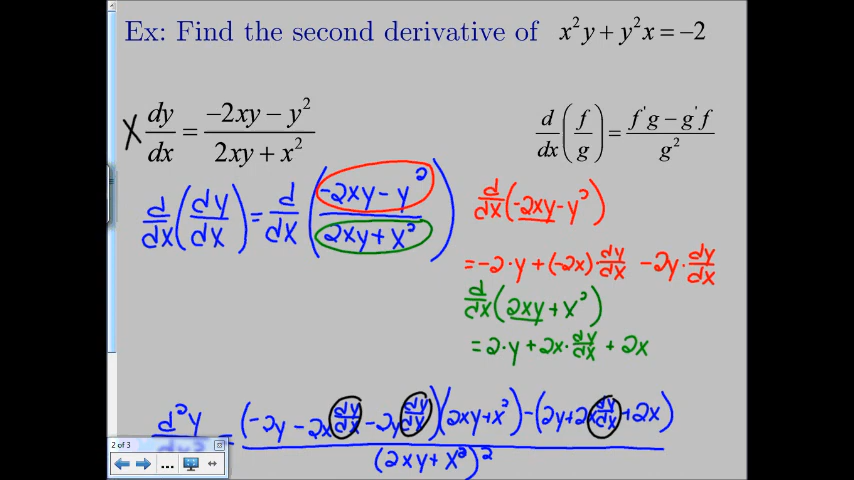 Ex: Find the second derivative of x²y + y²x = −2
x dy/dx = (−2xy − y²)/(2xy + x²)
d/dx (f/g) = (f'g − g'f)/g²
d/dx (dy/dx) = d/dx ((-2xy - y²)/(2xy + x²))
d/dx (-2xy - y²)
= -2·y + (-2x)·dy/dx - 2y·dy/dx
d/dx (2xy + x²)
= 2·y + 2x·dy/dx + 2x
d²y/dx² = ((-2y - 2x dy/dx - 2y dy/dx)(2xy + x²) - (2y + 2x dy/dx + 2x)
(2xy + x²)²
2 of 3